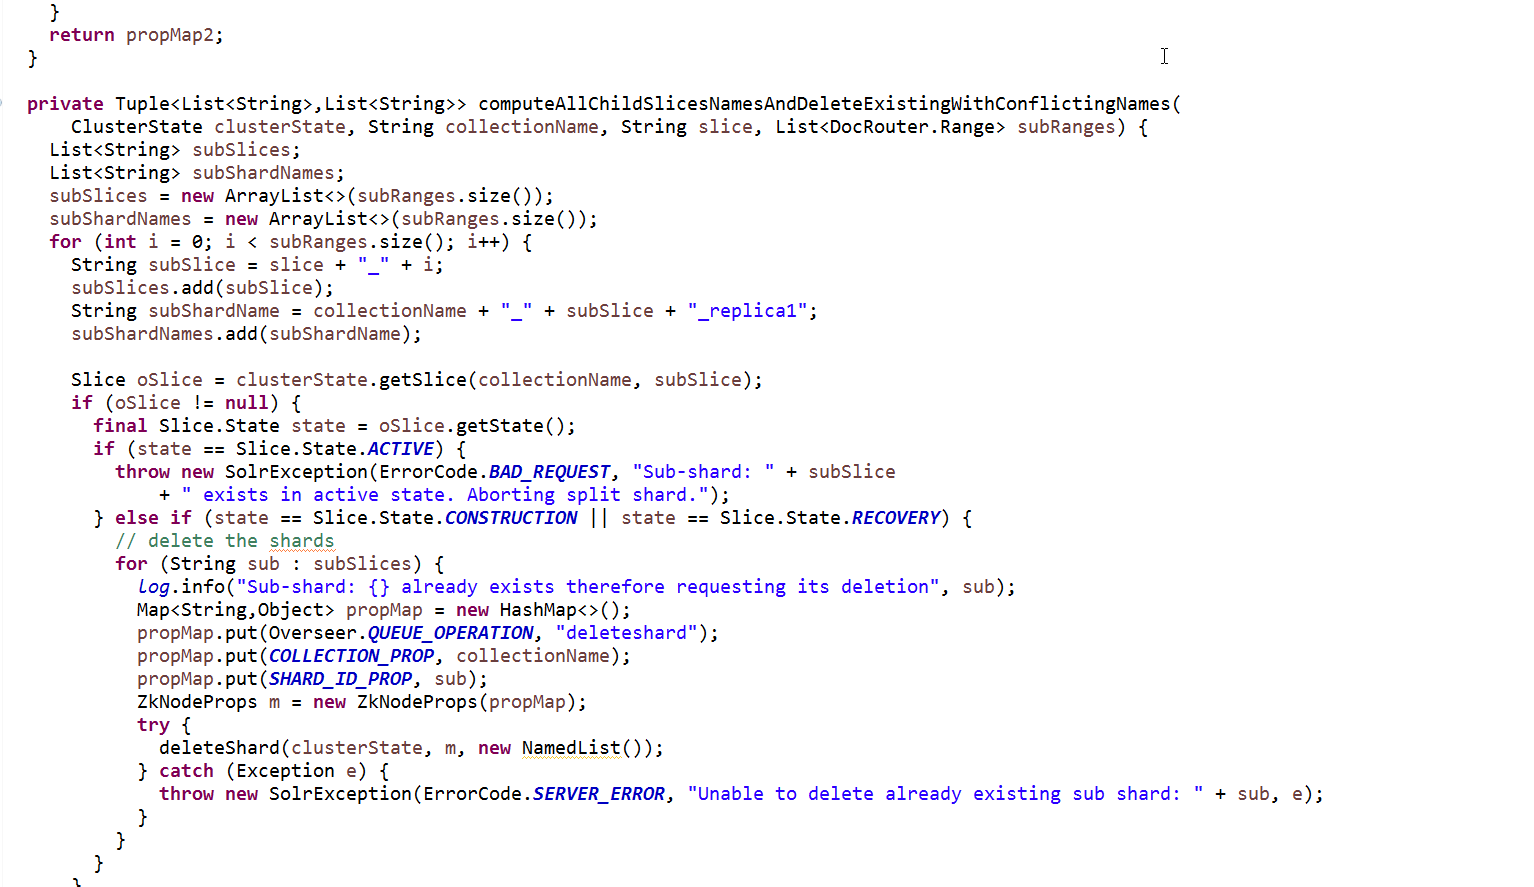 }
return propMap2;
}
private Tuple<List<String>,List<String>> computeAllChildSlicesNamesAndDeleteExistingWithConflictingNames(
ClusterState clusterState, String collectionName, String slice, List<DocRouter.Range> subRanges) {
List<String> subSlices;
List<String> subShardNames;
subSlices = new ArrayList<>(subRanges.size());
subShardNames = new ArrayList<>(subRanges.size());
for (int i = 0; i < subRanges.size(); i++) {
String subSlice = slice + "_" + i;
subSlices.add(subSlice);
String subShardName = collectionName + "_" + subSlice + "_replica1";
subShardNames.add(subShardName);
Slice oSlice = clusterState.getSlice(collectionName, subSlice);
if (oSlice != null) {
final Slice.State state = oSlice.getState();
if (state == Slice.State.ACTIVE) {
throw new SolrException(ErrorCode.BAD_REQUEST, "Sub-shard: " + subSlice
+ " exists in active state. Aborting split shard.");
} else if (state == Slice.State.CONSTRUCTION || state == Slice.State.RECOVERY) {
// delete the shards
for (String sub : subSlices) {
log.info("Sub-shard: {} already exists therefore requesting its deletion", sub);
Map<String,Object> propMap = new HashMap<>();
propMap.put(Overseer.QUEUE_OPERATION, "deleteshard");
propMap.put(COLLECTION_PROP, collectionName);
propMap.put(SHARD_ID_PROP, sub);
ZkNodeProps m = new ZkNodeProps(propMap);
try {
deleteShard(clusterState, m, new NamedList());
} catch (Exception e) {
throw new SolrException(ErrorCode.SERVER_ERROR, "Unable to delete already existing sub shard: " + sub, e);
}
}
}
}